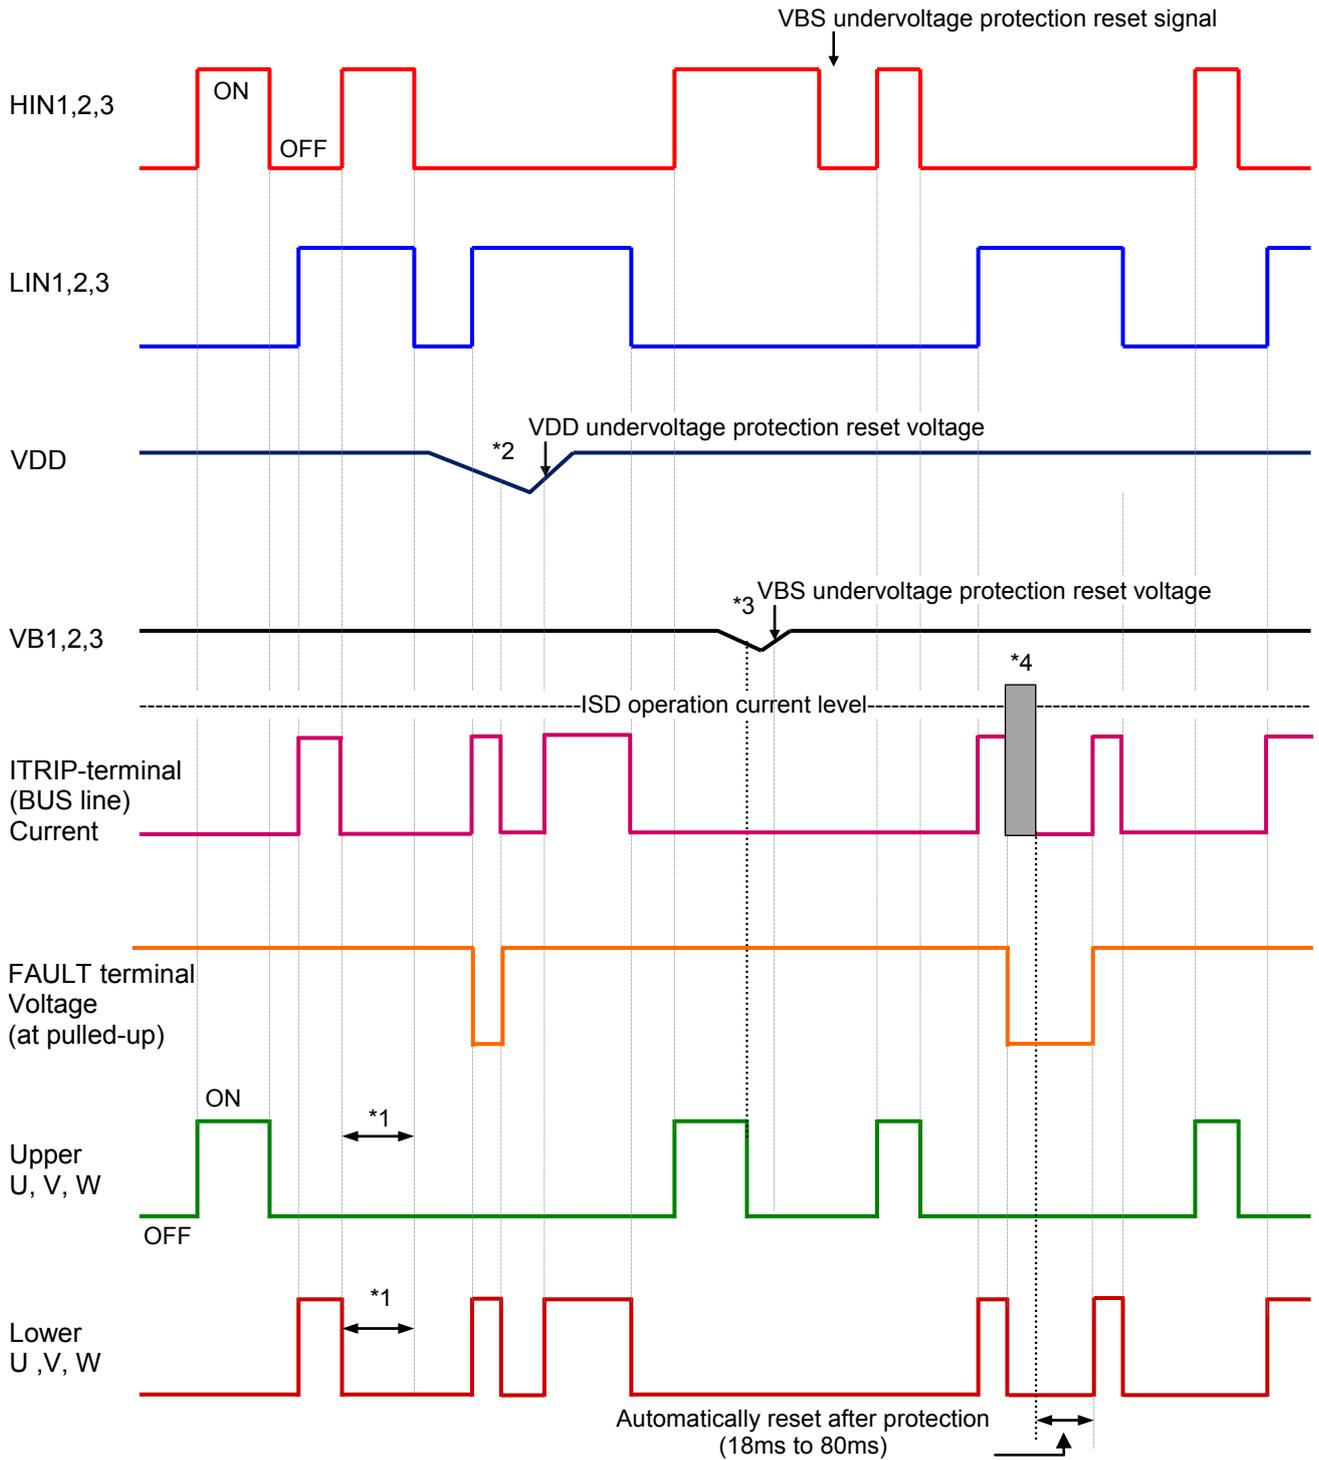 VBS undervoltage protection reset signal
HIN1,2,3
ON
OFF
LIN1,2,3
VDD undervoltage protection reset voltage
*2
VDD
VBS undervoltage protection reset voltage
*3
VB1,2,3
*4
ISD operation current level
ITRIP-terminal
(BUS line)
Current
FAULT terminal
Voltage
(at pulled-up)
ON
*1
Upper
U, V, W
OFF
*1
Lower
U ,V, W
Automatically reset after protection
(18ms to 80ms)